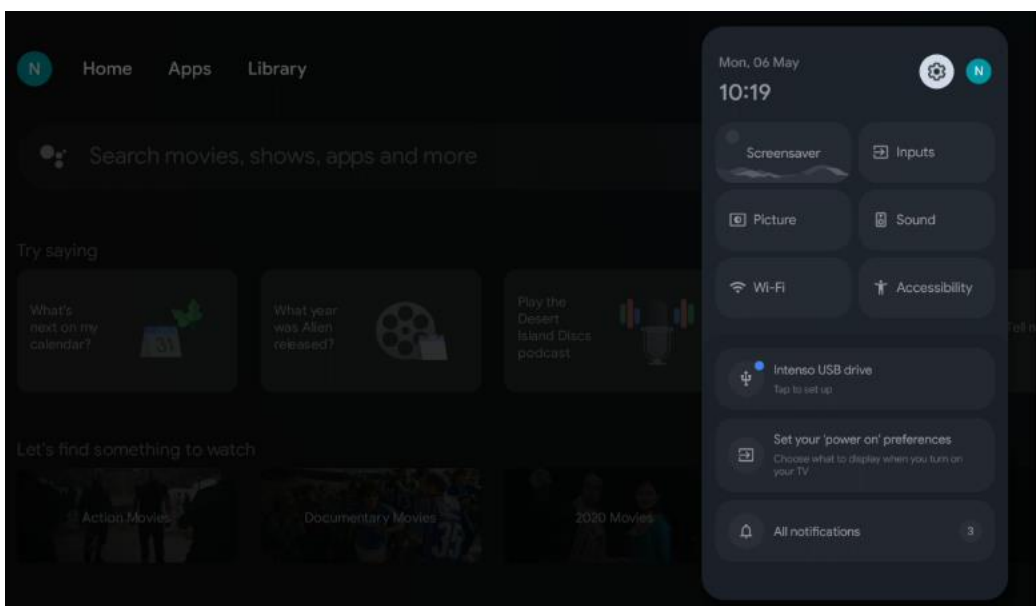 N
Home
Apps
Library
Search movies, shows, apps and more
Try saying
What's
next on my
calendar?
31
What year
was Alien
released?
Play the
Desert
Island Discs
podcast
Tell
Let's find something to watch
Action Movies
Documentary Movies
35
2020 Movies
Mon, 06 May
10:19
N
Screensaver
Inputs
Picture
Sound
Wi-Fi
Accessibility
Intenso USB drive
Tap to set up
Set your 'power on' preferences
Choose what to display when you turn on
your TV
All notifications
3